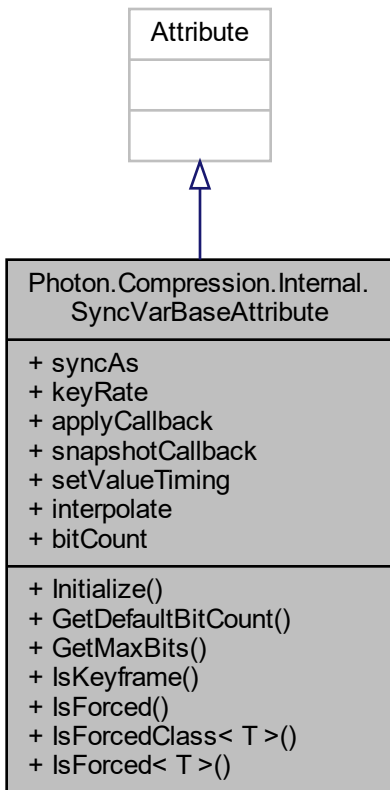 Attribute
Photon.Compression.Internal.
SyncVarBaseAttribute
+ syncAs
+ keyRate
+ applyCallback
+ snapshotCallback
+ setValueTiming
+ interpolate
+ bitCount
+ Initialize()
+ GetDefaultBitCount()
+ GetMaxBits()
+ IsKeyframe()
+ IsForced()
+ IsForcedClass< T >()
+ IsForced< T >()